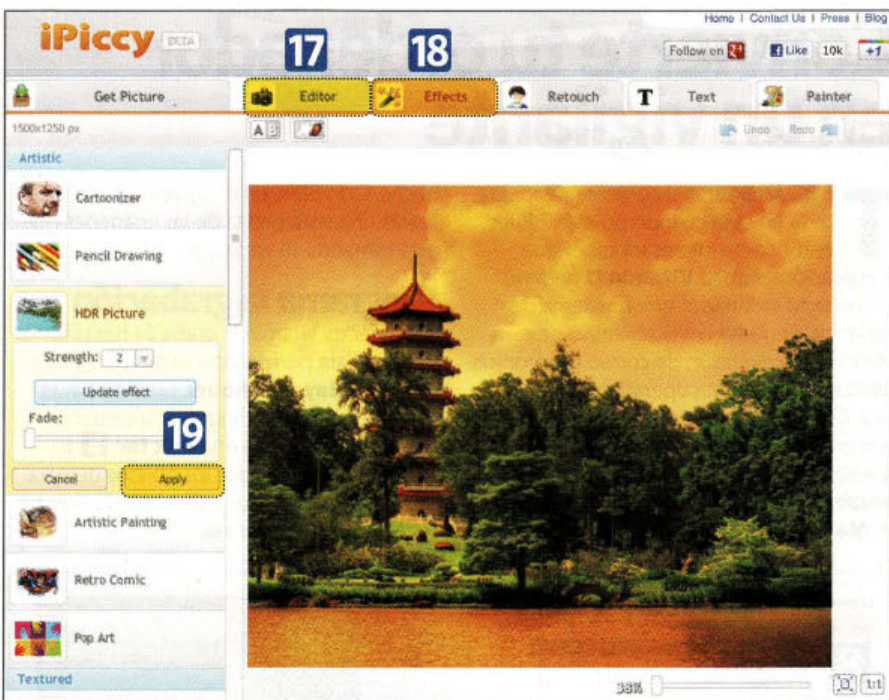 Home | Contact Us | Press | Blog
iPiccy BETA
17
18
Follow on
Like 10k +1
Get Picture
Editor
Effects
Retouch
T Text
Painter
1500x1250 px
A B
Undo Redo
Artistic
Cartoonizer
Pencil Drawing
HDR Picture
Strength: 2
Update effect
Fade:
19
Cancel
Apply
Artistic Painting
Retro Comic
Pop Art
Textured
38%
1:1